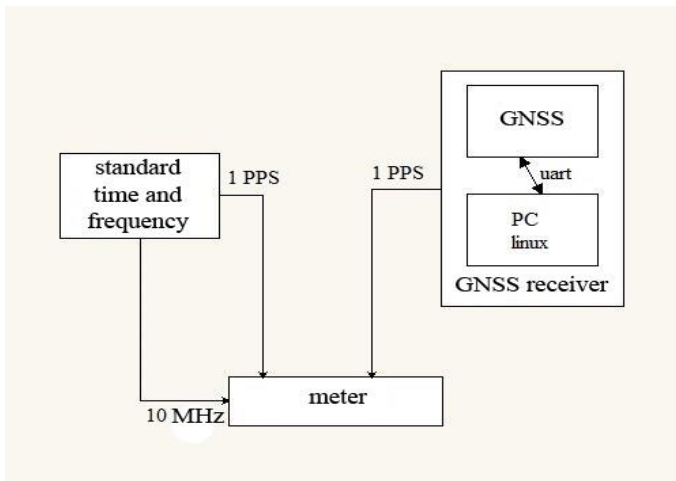 GNSS
uart
PC
linux
GNSS receiver
standard
time and
frequency
1 PPS
1 PPS
meter
10 MHz